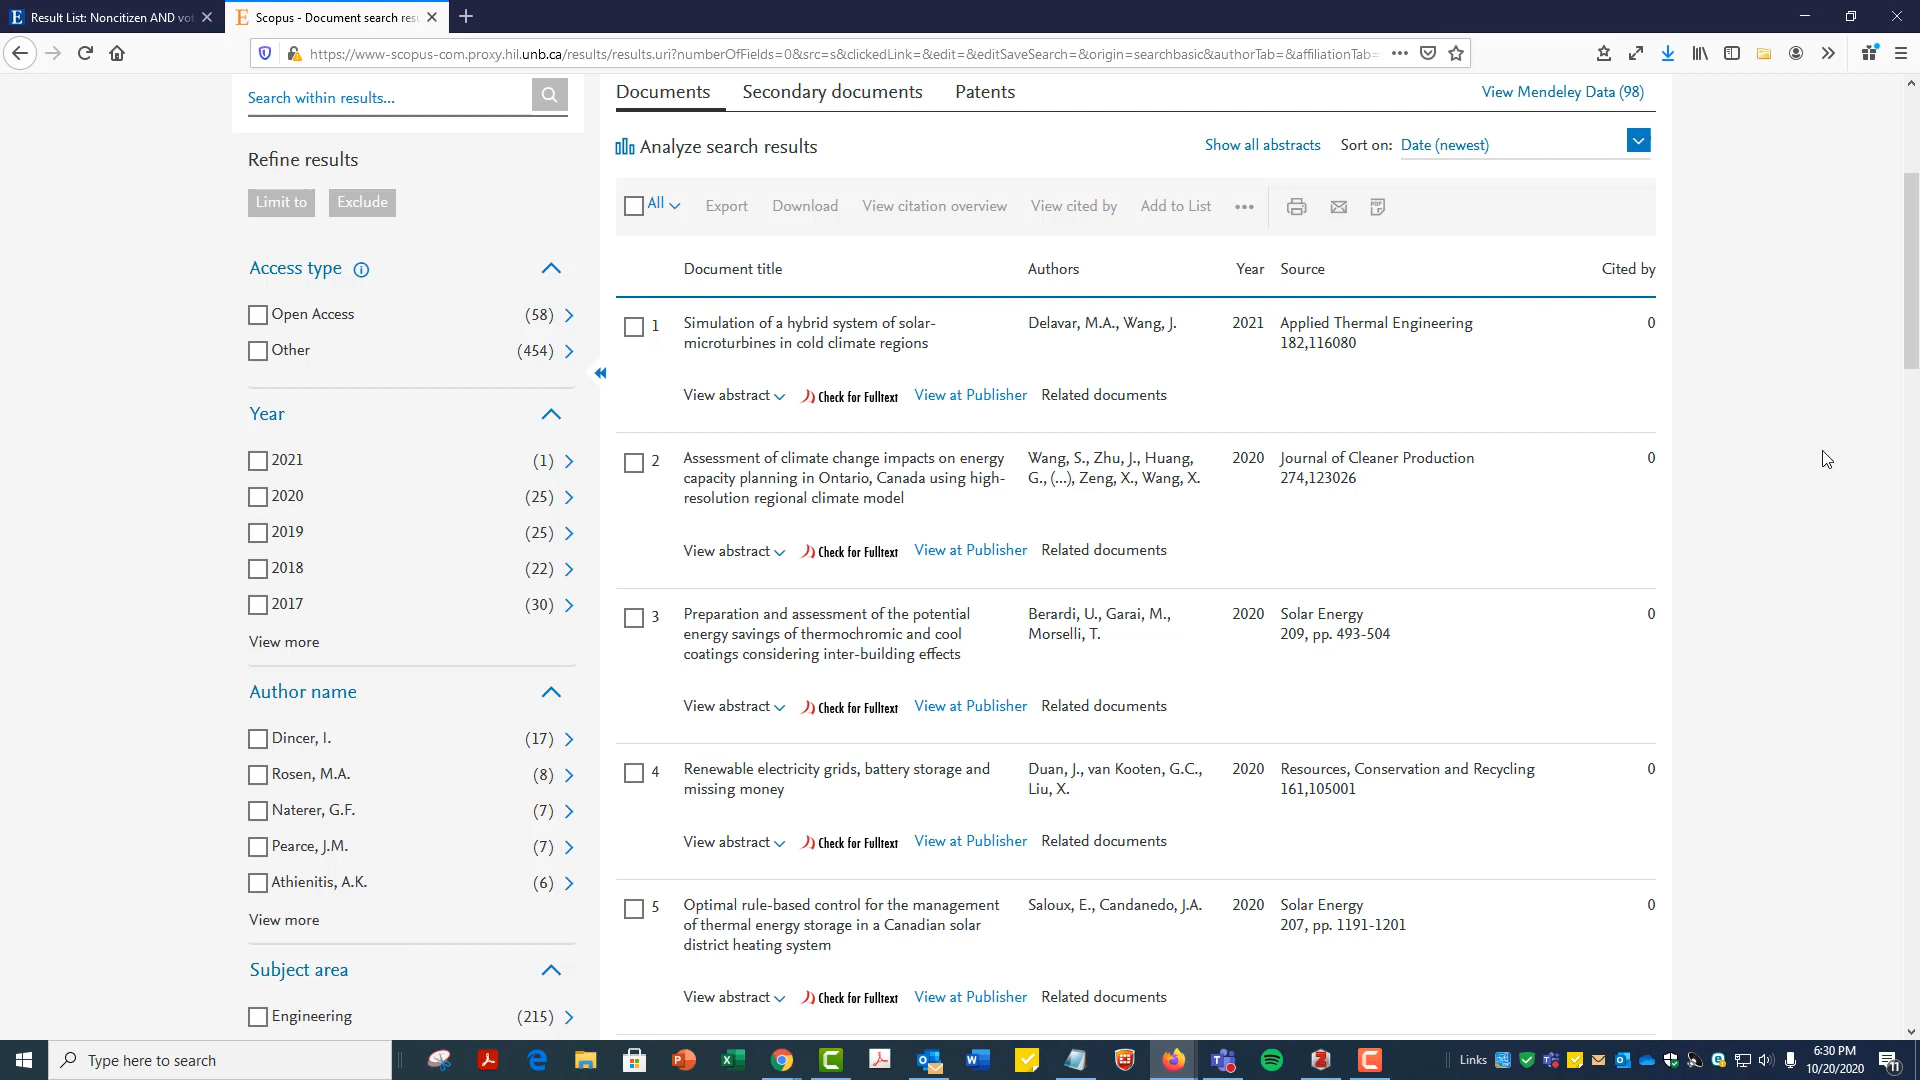 Result List: Noncitizen AND vo
Scopus - Document search res
https://www-scopus-com.proxy.hil.unb.ca/results/results.uri?numberOfFields=0&src=s&clickedLink=&edit=&editSaveSearch=&origin=searchbasic&authorTab=&affiliationTab=
Search within results...
Refine results
Limit to
Exclude
Access type
Open Access (58)
Other (454)
Year
2021 (1)
2020 (25)
2019 (25)
2018 (22)
2017 (30)
View more
Author name
Dincer, I. (17)
Rosen, M.A. (8)
Naterer, G.F. (7)
Pearce, J.M. (7)
Athienitis, A.K. (6)
View more
Subject area
Engineering (215)
Documents
Secondary documents
Patents
View Mendeley Data (98)
Analyze search results
Show all abstracts
Sort on: Date (newest)
All
Export
Download
View citation overview
View cited by
Add to List
Document title Authors Year Source Cited by
1 Simulation of a hybrid system of solar- Delavar, M.A., Wang, J. 2021 Applied Thermal Engineering 0
microturbines in cold climate regions 182,116080
View abstract Check for Fulltext View at Publisher Related documents
2 Assessment of climate change impacts on energy Wang, S., Zhu, J., Huang, 2020 Journal of Cleaner Production 0
capacity planning in Ontario, Canada using high- G., (...), Zeng, X., Wang, X. 274,123026
resolution regional climate model
View abstract Check for Fulltext View at Publisher Related documents
3 Preparation and assessment of the potential Berardi, U., Garai, M., 2020 Solar Energy 0
energy savings of thermochromic and cool Morselli, T. 209, pp. 493-504
coatings considering inter-building effects
View abstract Check for Fulltext View at Publisher Related documents
4 Renewable electricity grids, battery storage and Duan, J., van Kooten, G.C., 2020 Resources, Conservation and Recycling 0
missing money Liu, X. 161,105001
View abstract Check for Fulltext View at Publisher Related documents
5 Optimal rule-based control for the management Saloux, E., Candanedo, J.A. 2020 Solar Energy 0
of thermal energy storage in a Canadian solar 207, pp. 1191-1201
district heating system
View abstract Check for Fulltext View at Publisher Related documents
Type here to search
Links
6:30 PM
10/20/2020
11